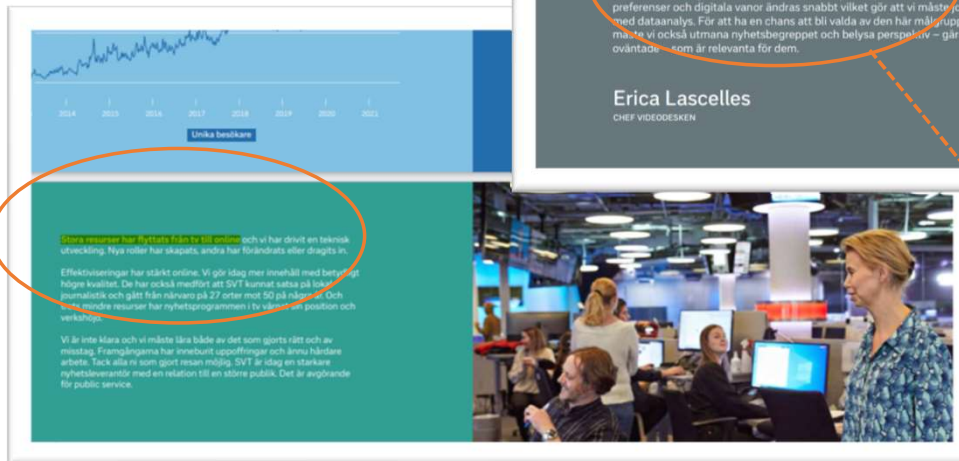 preferenser och digitala vanor ändras snabbt vilket gör att vi måste
med dataanalys. För att ha en chans att bli valda av den här målgrupp
måste vi också utmana nyhetsbegreppet och belysa perspektiv – går
oväntade – som är relevanta för dem.
Erica Lascelles
CHEF VIDEODESKEN
2014 2015 2016 2017 2018 2019 2020 2021
Unika besökare
Stora resurser har flyttats från tv till online och vi har drivit en teknisk
utveckling. Nya roller har skapats, andra har förändrats eller dragits in.
Effektiviseringar har stärkt online. Vi gör idag mer innehåll med betydligt
högre kvalitet. De har också medfört att SVT kunnat satsa på lokal
journalistik och gått från närvaro på 27 orter mot 50 på några år. Och
trots mindre resurser har nyhetsprogrammen i tv värnat sin position och
verkshöjd.
Vi är inte klara och vi måste lära både av det som gjorts rätt och av
misstag. Framgångarna har inneburit uppoffringar och ännu hårdare
arbete. Tack alla ni som gjort resan möjlig. SVT är idag en starkare
nyhetsleverantör med en relation till en större publik. Det är avgörande
för public service.